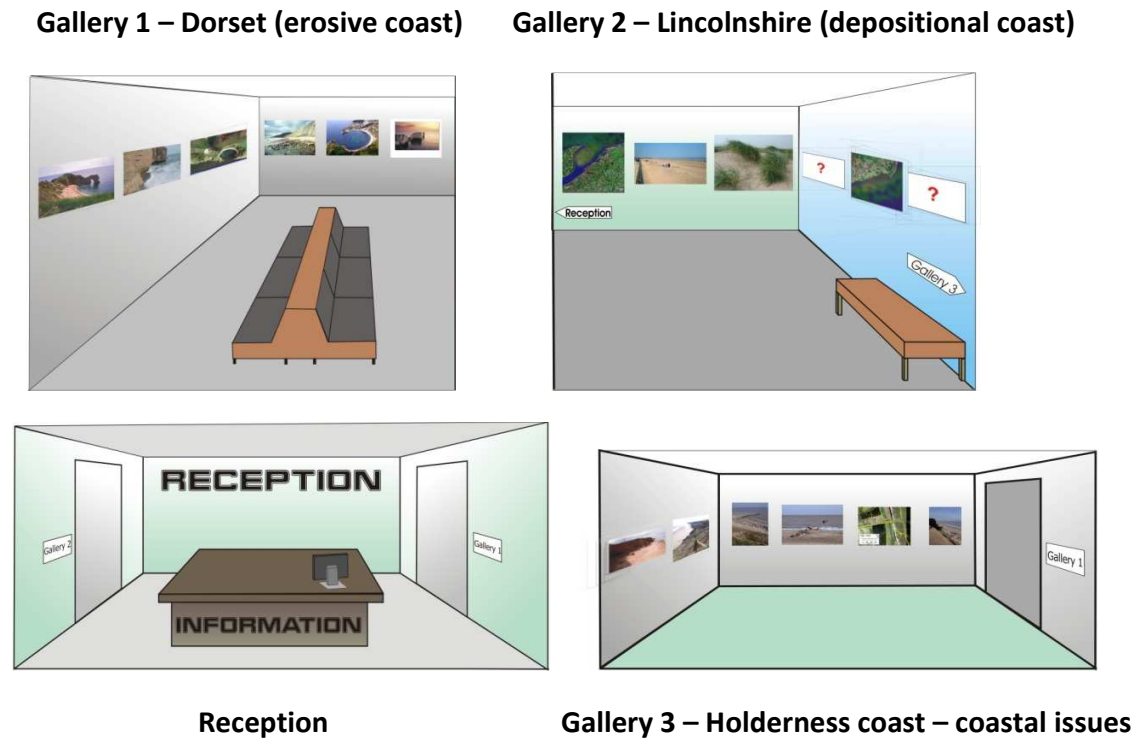 Gallery 1 – Dorset (erosive coast)
Gallery 2 – Lincolnshire (depositional coast)
?
?
Reception
Gallery 3
RECEPTION
Gallery 2
Gallery 1
INFORMATION
Gallery 1
Reception
Gallery 3 – Holderness coast – coastal issues